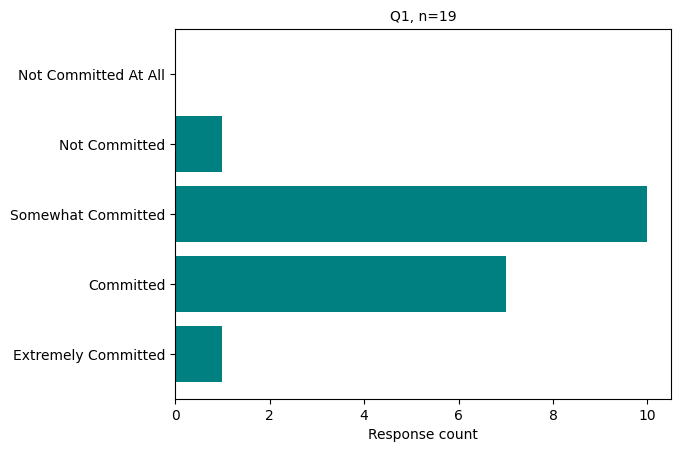 Q1, n=19
Not Committed At All
Not Committed
Somewhat Committed
Committed
Extremely Committed
0 2 4 6 8 10
Response count